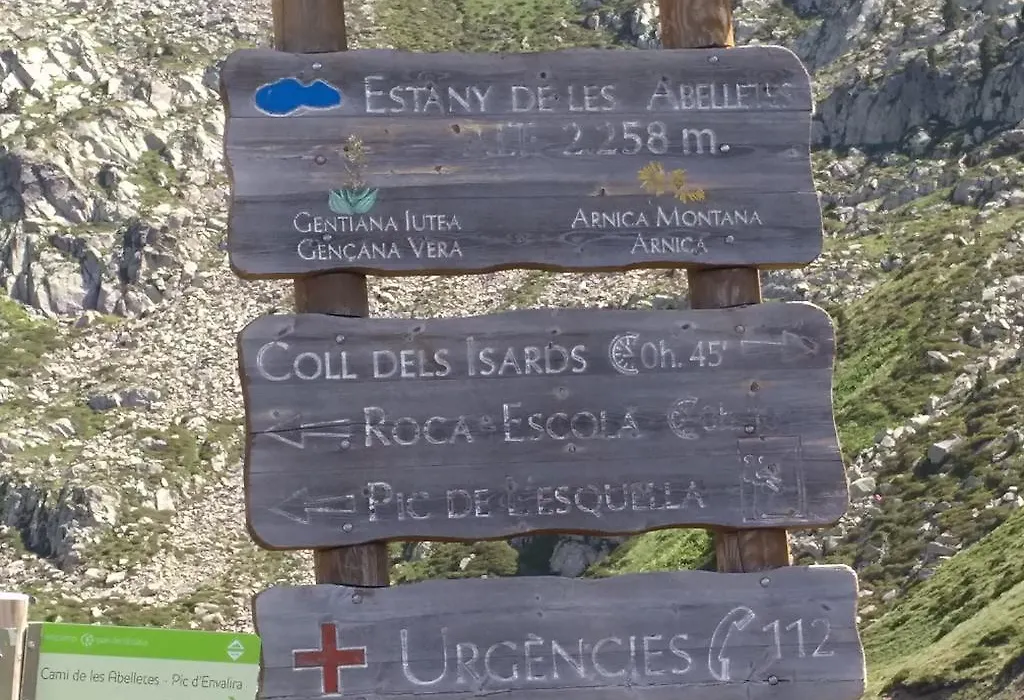 ESTANY DE LES ABELLETES
2.258 m.
GENTIANA LUTEA
GENÇANA VERA
ARNICA MONTANA
ARNICA
COLL DELS ISARDS 0h. 45'
ROCA ESCOLA
PIC DE L'ESQUELLA
URGÈNCIES 112
Camí de les Abelletes - Pic d'Envalira